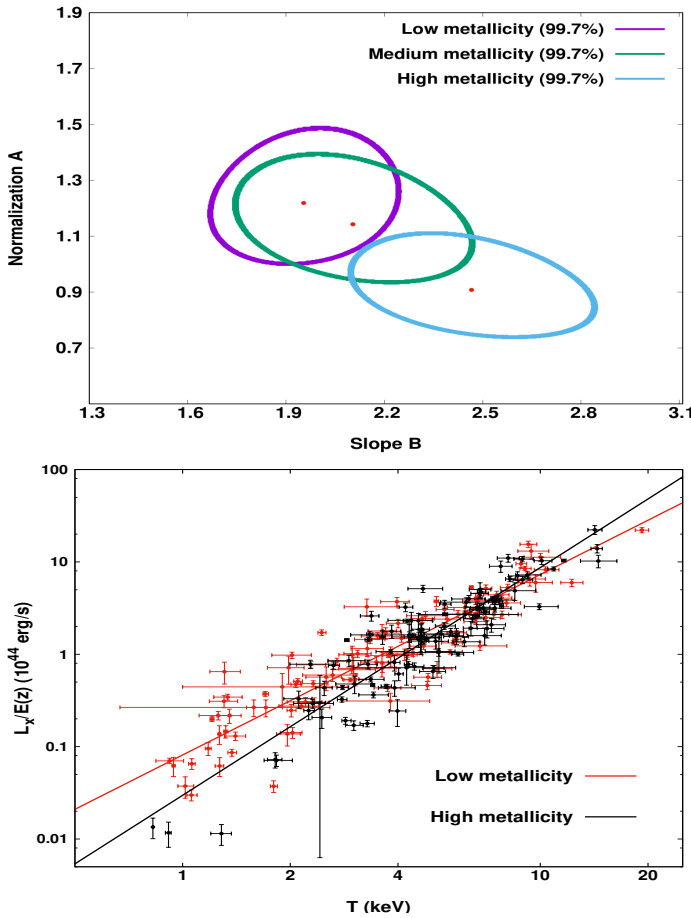 1.9
Low metallicity (99.7%)
Medium metallicity (99.7%)
High metallicity (99.7%)
1.7
1.5
1.3
1.1
0.9
0.7
Normalization A
1.3
1.6
1.9
2.2
2.5
2.8
3.1
Slope B
100
10
1
0.1
0.01
Lx/E(z) (10^44 erg/s)
Low metallicity
High metallicity
1
2
4
10
20
T (keV)